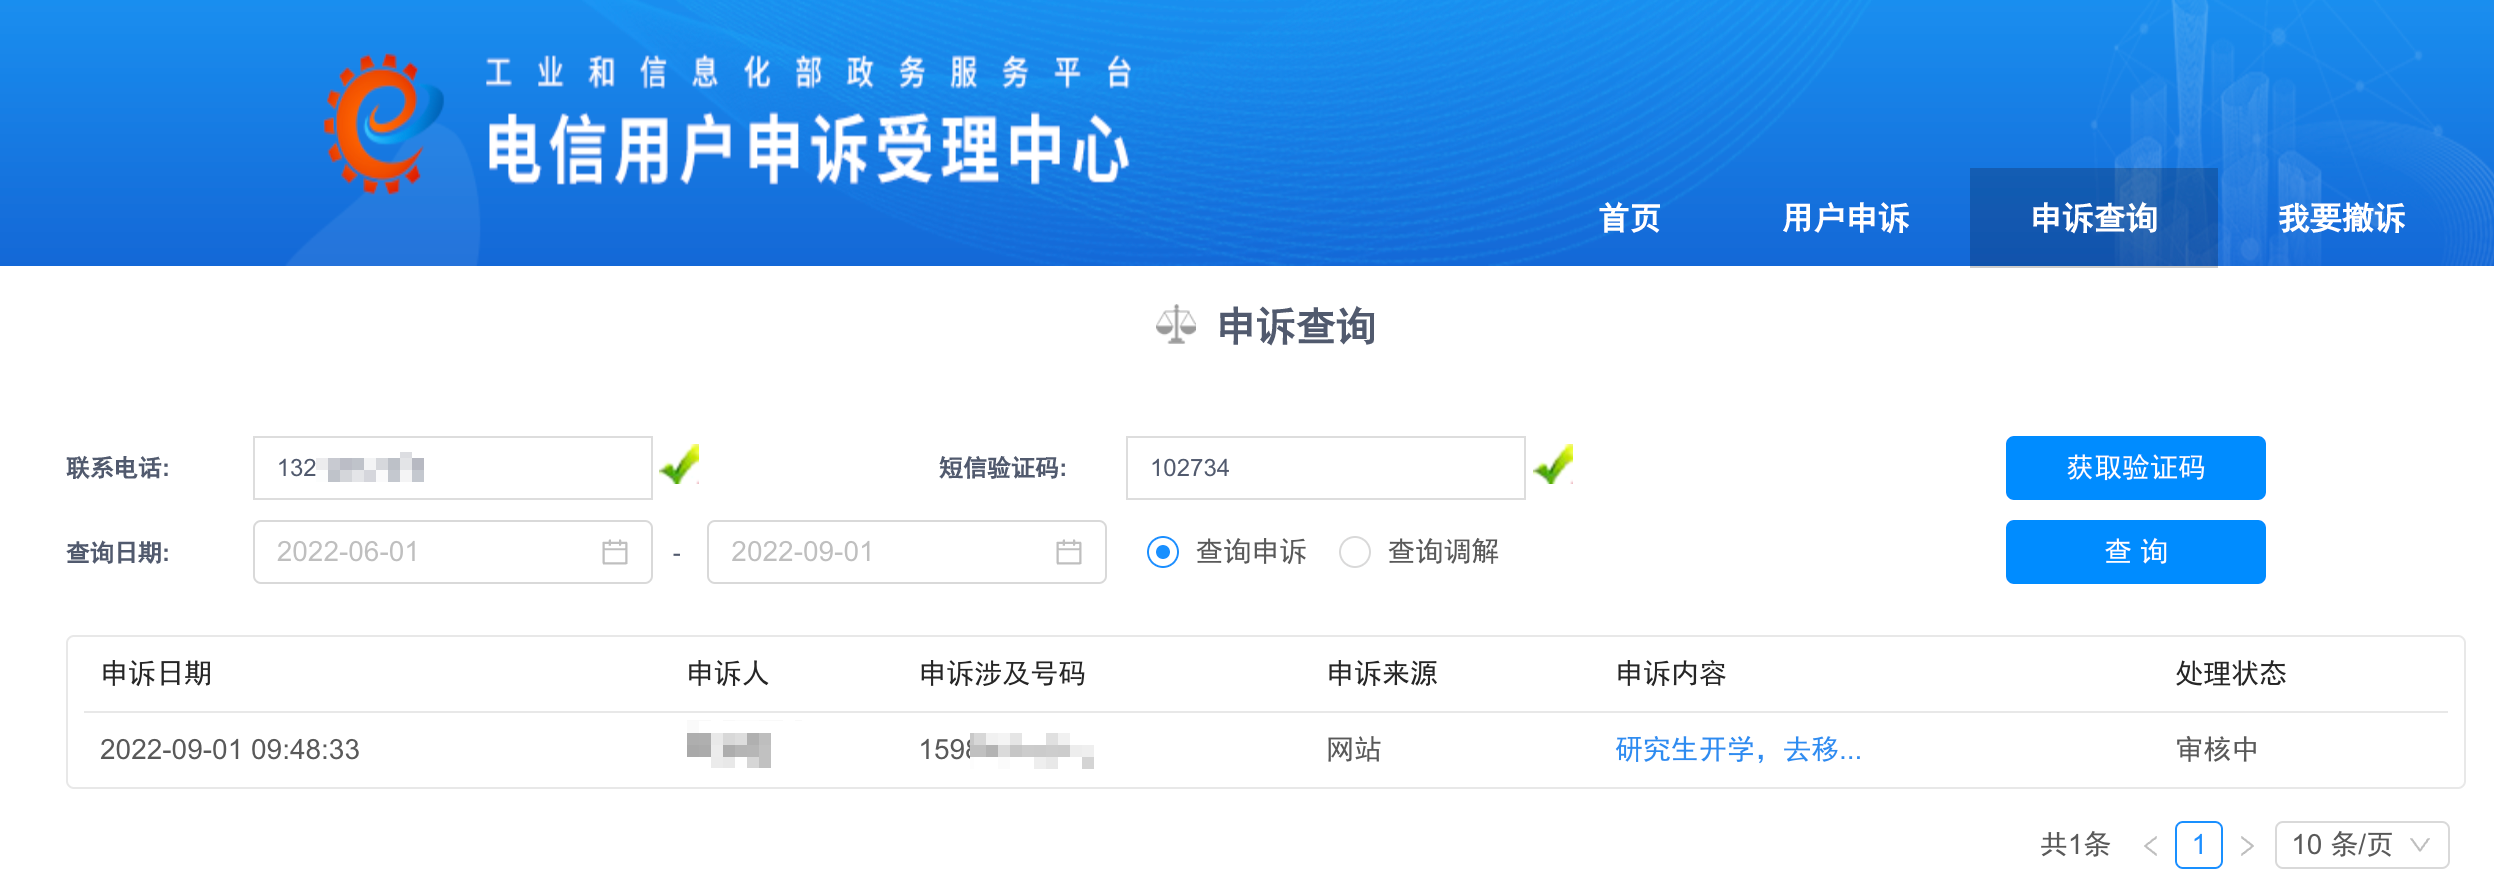 工业和信息化部政务服务平台
电信用户申诉受理中心
首页 用户申诉 申诉查询 我要撤诉
申诉查询
联系电话: 132 短信验证码: 102734 获取验证码
查询日期: 2022-06-01 - 2022-09-01 查询申诉 查询调解 查 询
申诉日期 申诉人 申诉涉及号码 申诉来源 申诉内容 处理状态
2022-09-01 09:48:33 159 网站 研究生开学，去移... 审核中
共1条 < 1 > 10 条/页